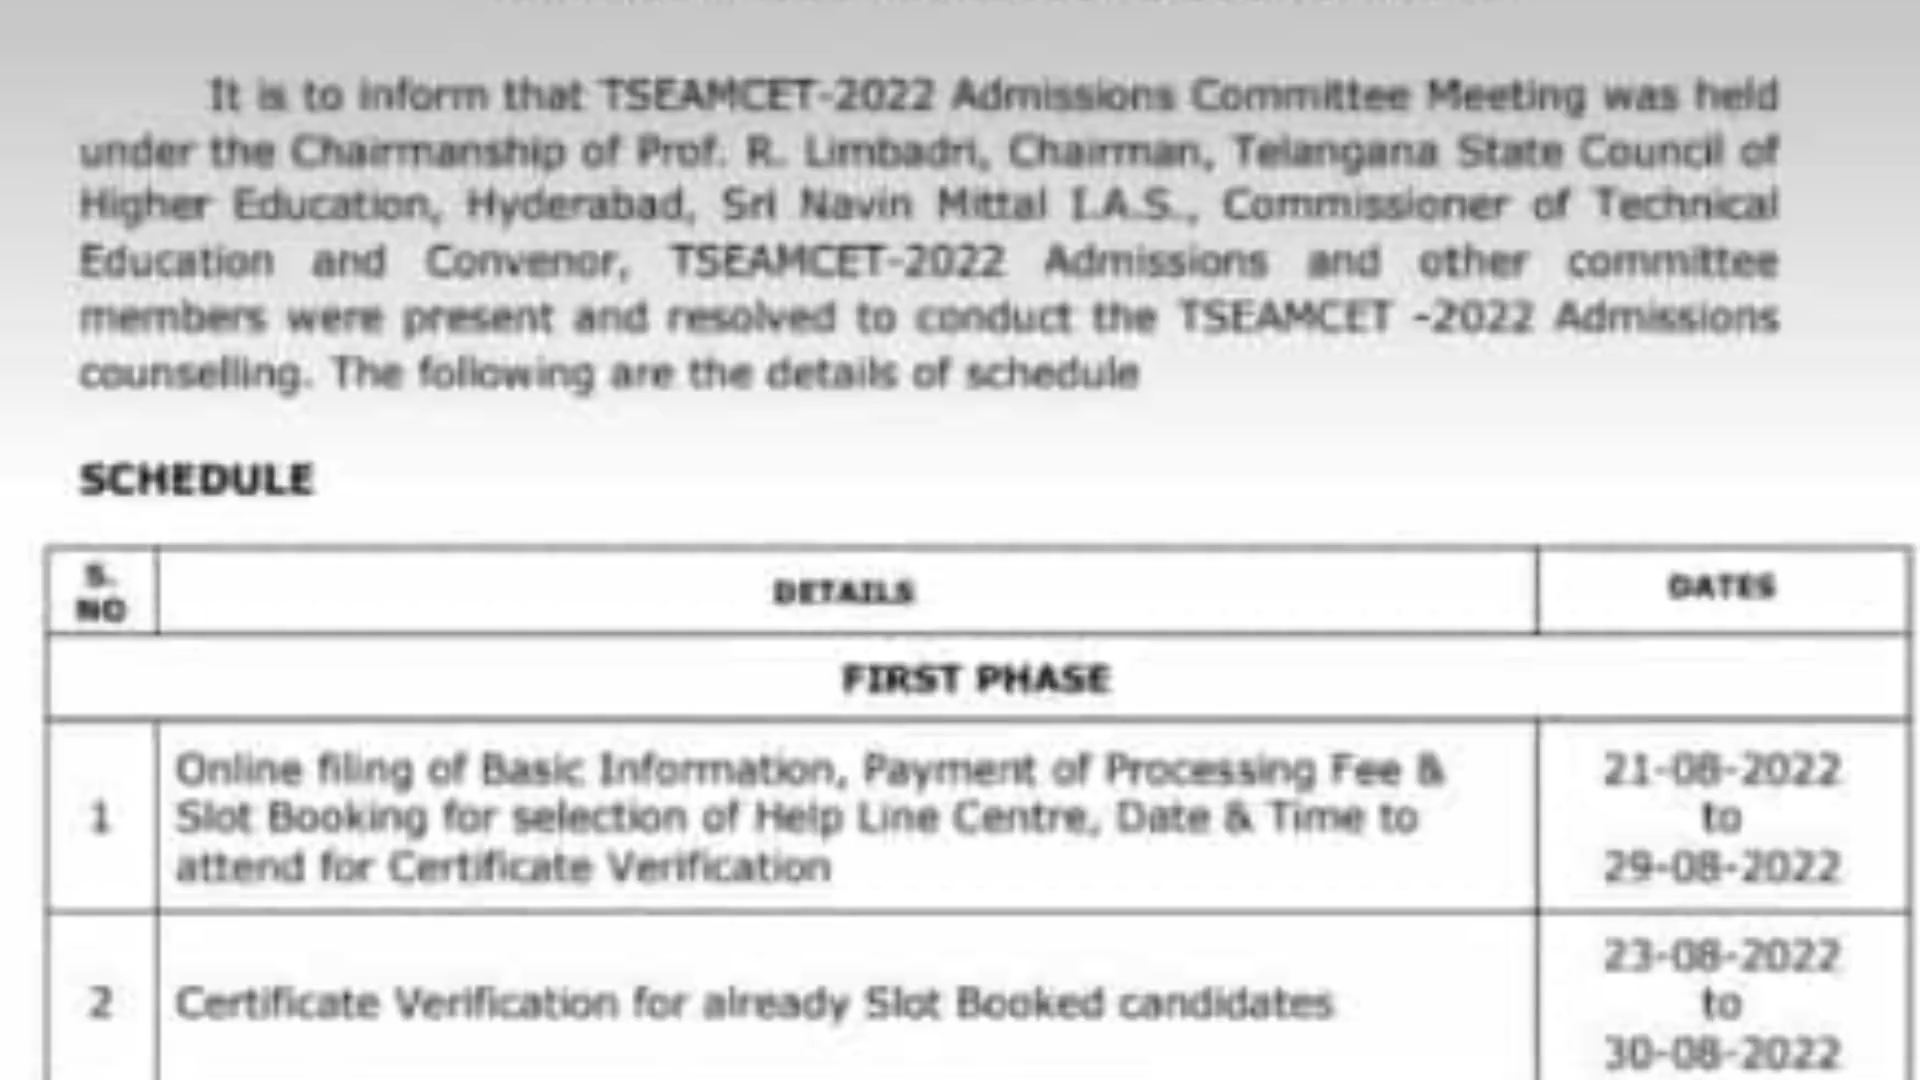 It is to inform that TSEAMCET-2022 Admissions Committee Meeting was held
under the Chairmanship of Prof. R. Limbadri, Chairman, Telangana State Council of
Higher Education, Hyderabad, Sri Navin Mittal I.A.S., Commissioner of Technical
Education and Convenor, TSEAMCET-2022 Admissions and other committee
members were present and resolved to conduct the TSEAMCET -2022 Admissions
counselling. The following are the details of schedule
SCHEDULE
S. NO DETAILS DATES
FIRST PHASE
1
Online filing of Basic Information, Payment of Processing Fee &
Slot Booking for selection of Help Line Centre, Date & Time to
attend for Certificate Verification
21-08-2022
to
29-08-2022
2
Certificate Verification for already Slot Booked candidates
23-08-2022
to
30-08-2022